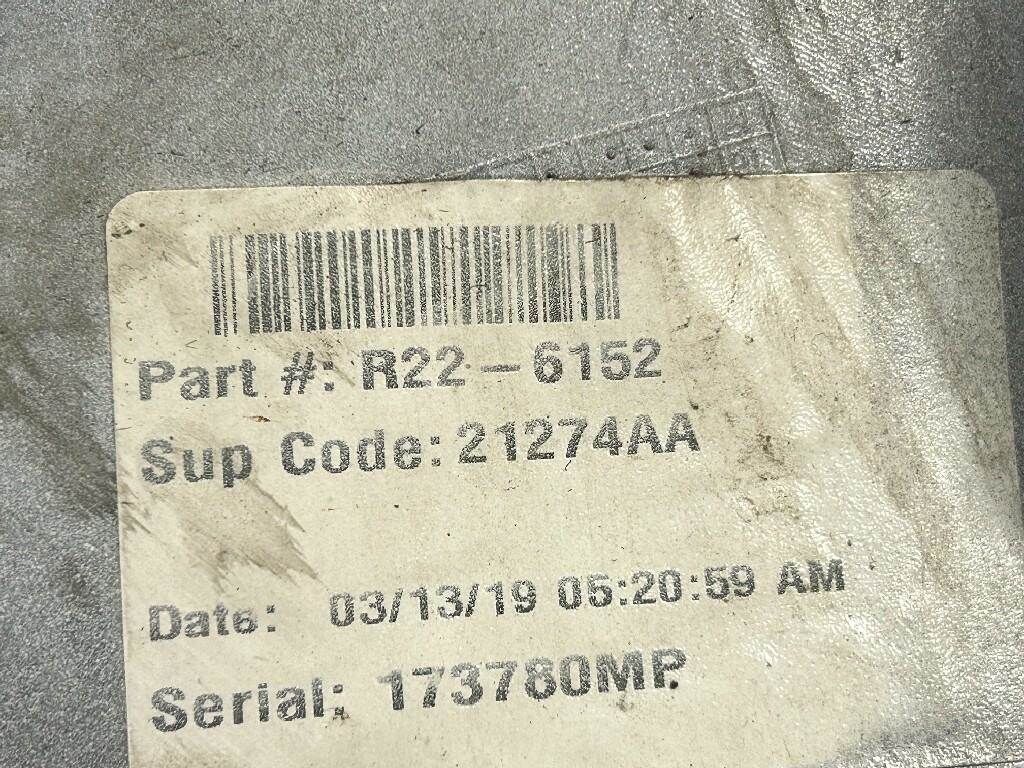 Part #: R22-6152
Sup Code: 21274AA
Date: 03/13/19 05:20:59 AM
Serial: 173780MP